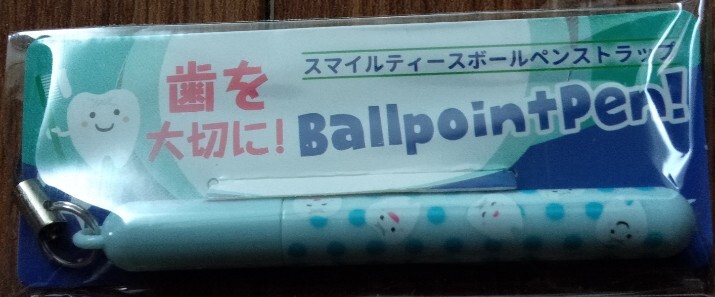 スマイルティースボールペンストラップ
歯を
大切に!
BallpointPen!